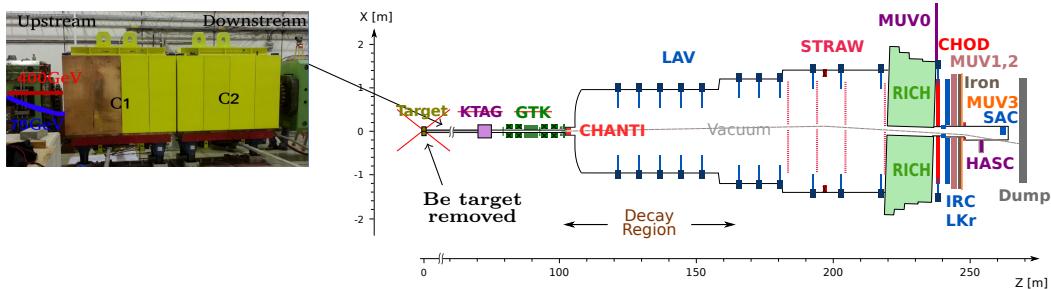 Upstream
Downstream
400GeV
75GeV
C1
C2
X [m]
2
1
0
-1
-2
Target
KTAG
GTK
CHANTI
LAV
Vacuum
STRAW
RICH
RICH
MUV0
CHOD
MUV1,2
Iron
MUV3
SAC
HASC
IRC
LKr
Dump
Be target
removed
Decay
Region
0
100
150
200
250
Z [m]